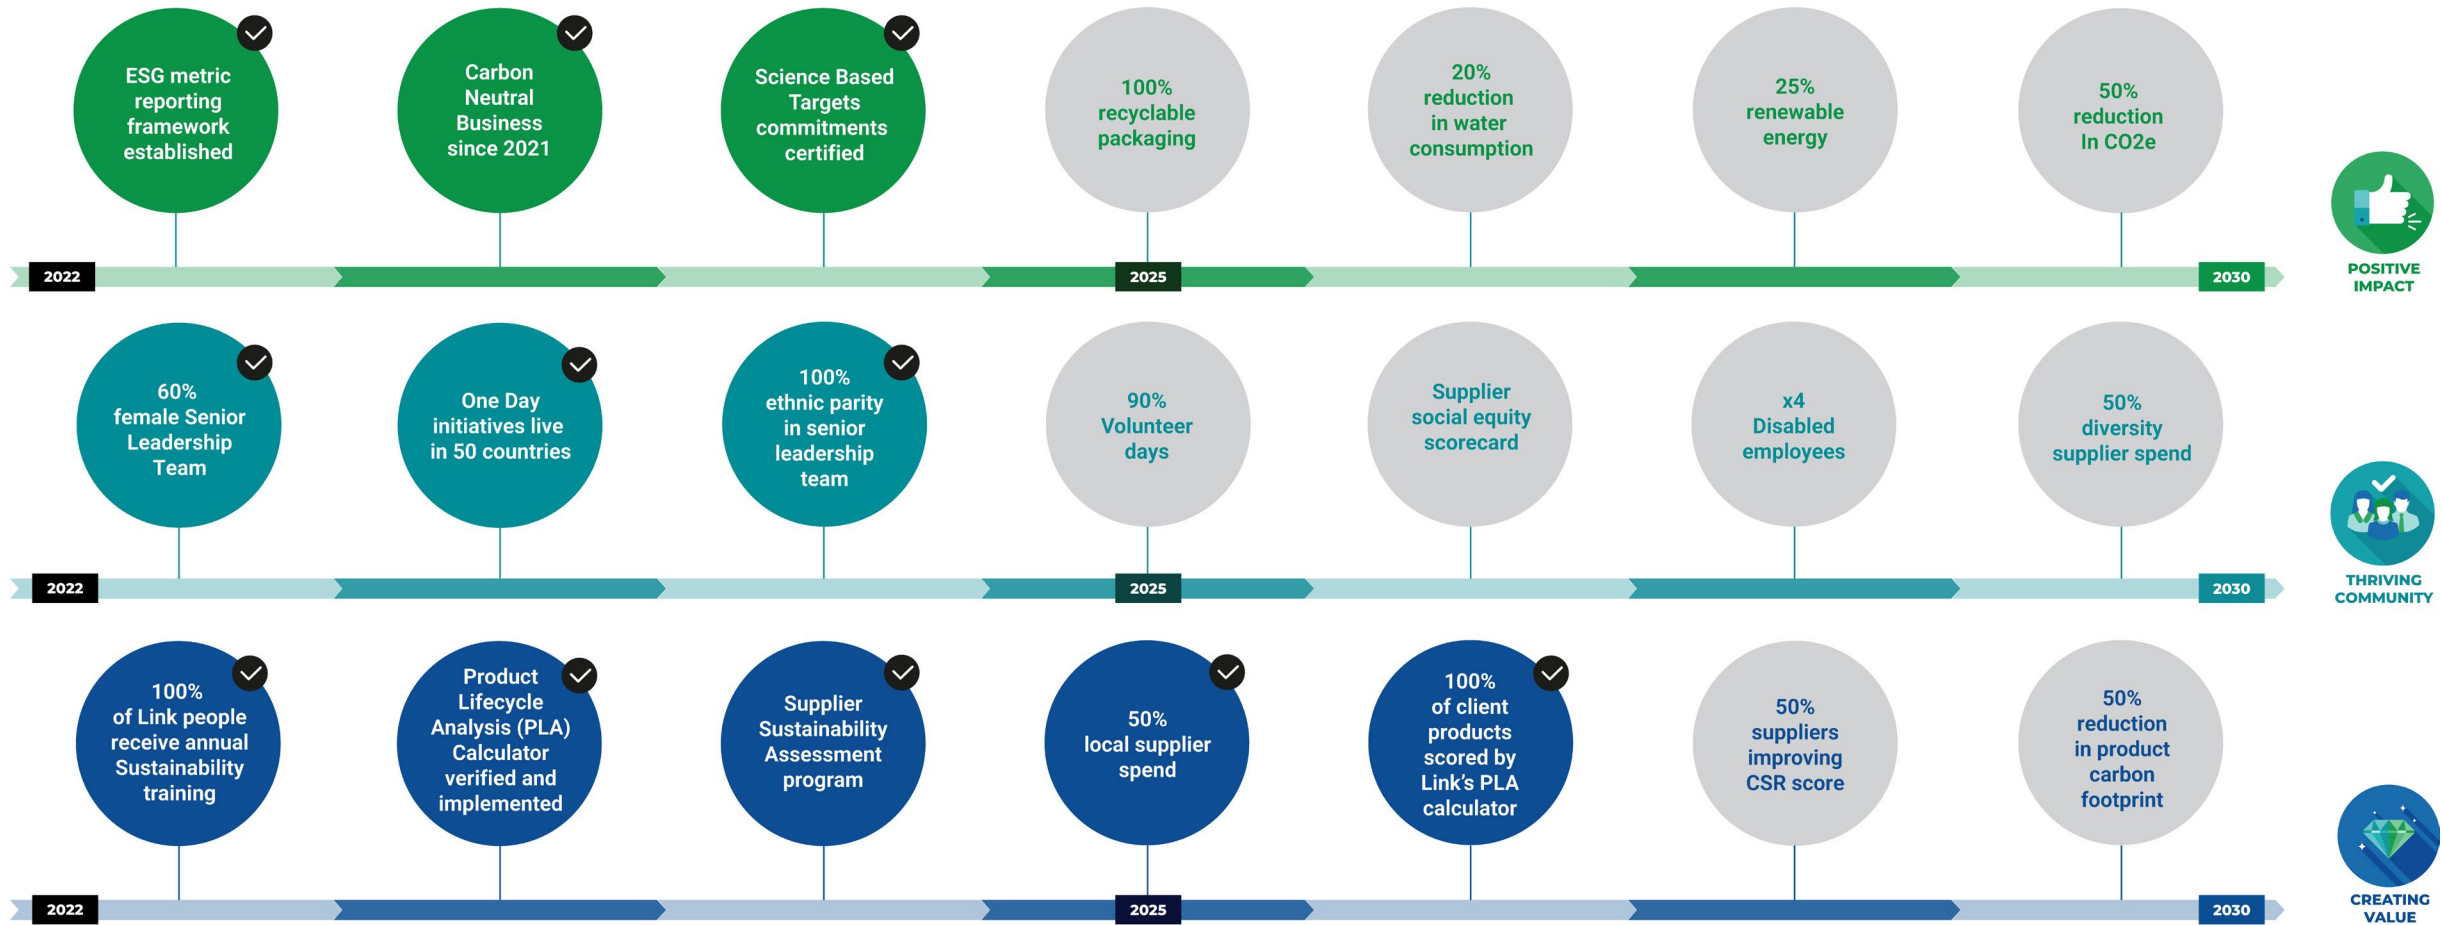 ESG metric
reporting
framework
established
Carbon
Neutral
Business
since 2021
Science Based
Targets
commitments
certified
100%
recyclable
packaging
20%
reduction
in water
consumption
25%
renewable
energy
50%
reduction
In CO2e
2022
2025
2030
POSITIVE
IMPACT
60%
female Senior
Leadership
Team
One Day
initiatives live
in 50 countries
100%
ethnic parity
in senior
leadership
team
90%
Volunteer
days
Supplier
social equity
scorecard
x4
Disabled
employees
50%
diversity
supplier spend
2022
2025
2030
THRIVING
COMMUNITY
100%
of Link people
receive annual
Sustainability
training
Product
Lifecycle
Analysis (PLA)
Calculator
verified and
implemented
Supplier
Sustainability
Assessment
program
50%
local supplier
spend
100%
of client
products
scored by
Link's PLA
calculator
50%
suppliers
improving
CSR score
50%
reduction
in product
carbon
footprint
2022
2025
2030
CREATING
VALUE